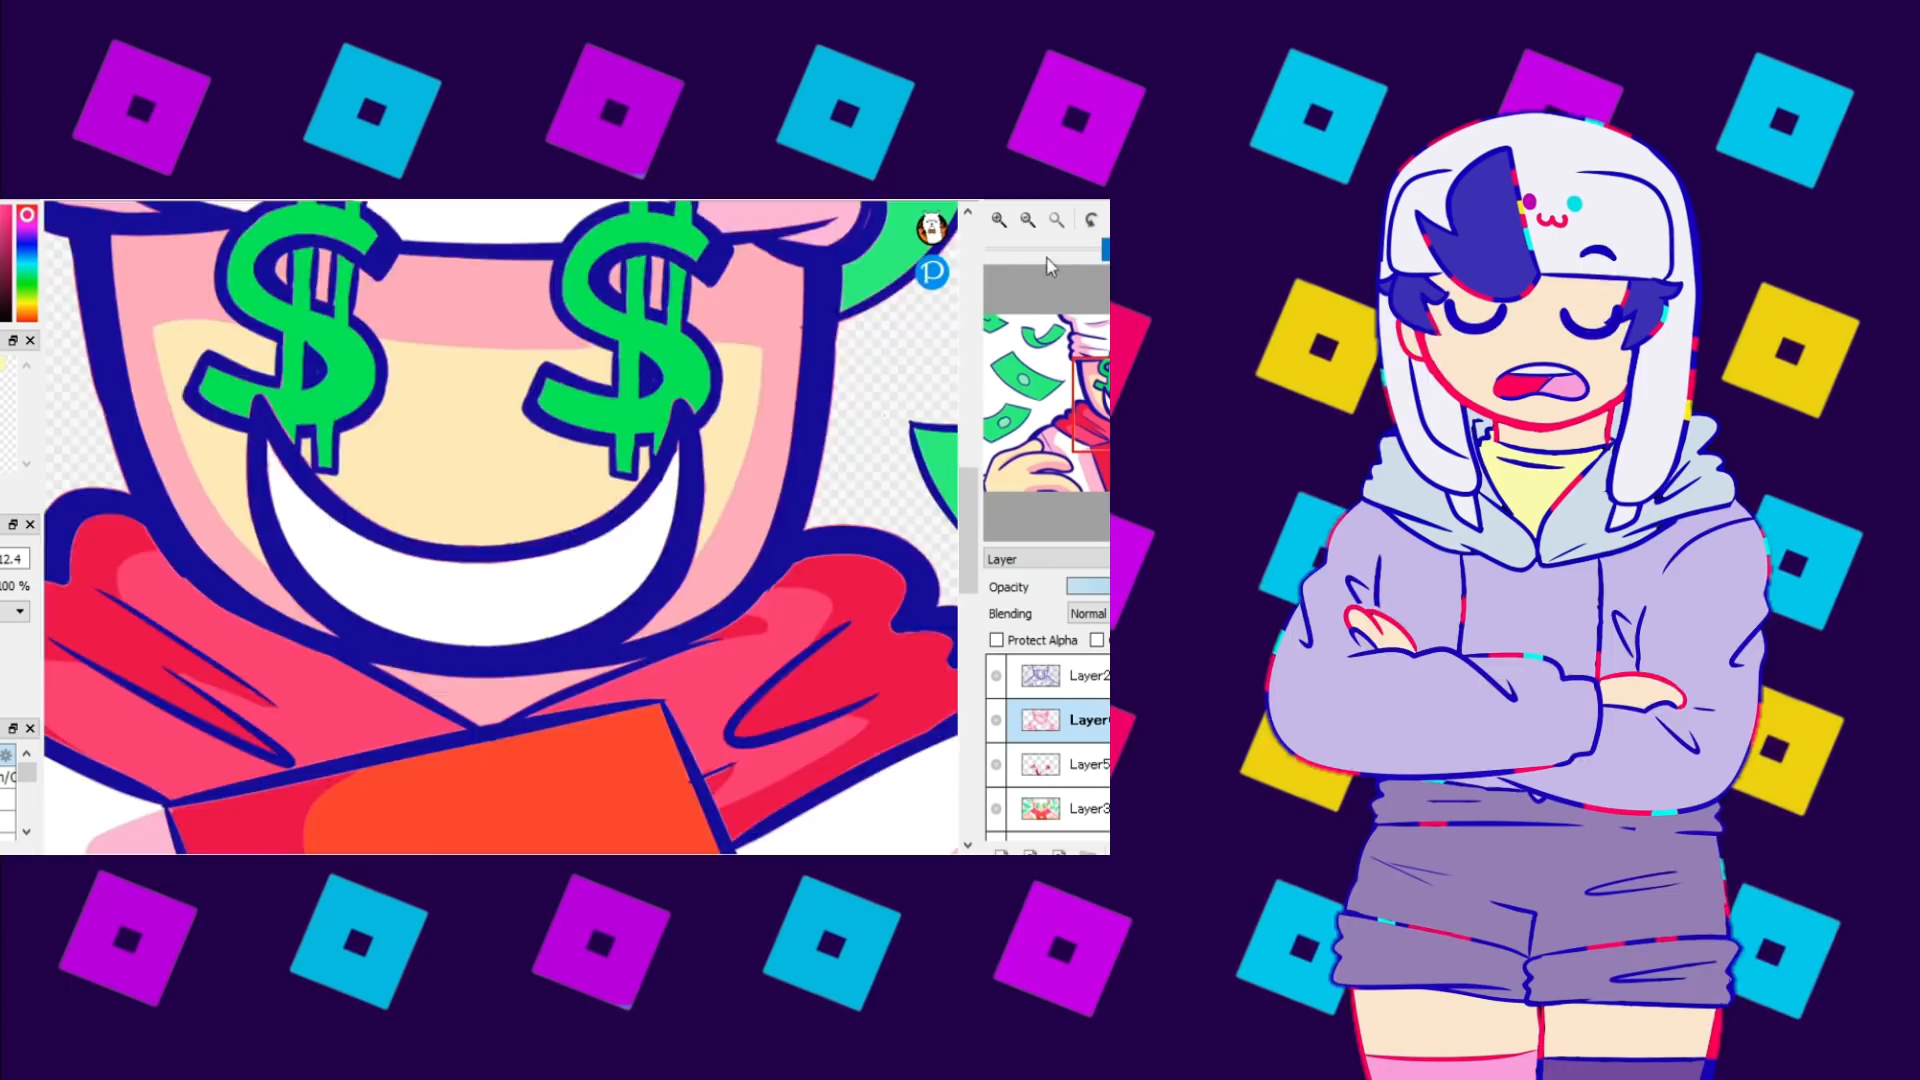 12.4
100 %
n/C
P
Layer
Opacity
Blending
Normal
Protect Alpha
Layer2
Layer
Layer5
Layer3